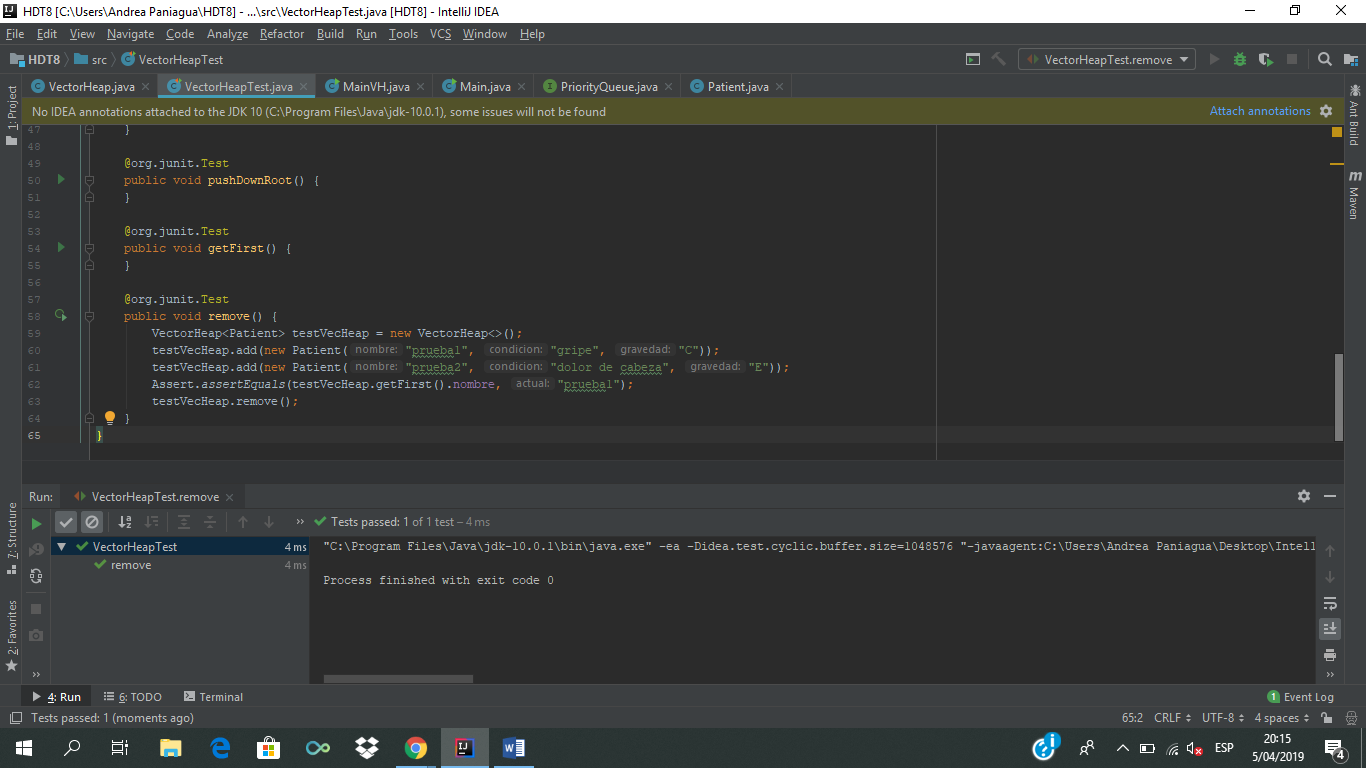 HDT8 [C:\Users\Andrea Paniagua\HDT8] - ...\src\VectorHeapTest.java [HDT8] - IntelliJ IDEA
File Edit View Navigate Code Analyze Refactor Build Run Tools VCS Window Help
HDT8 src VectorHeapTest VectorHeapTest.remove
VectorHeap.java VectorHeapTest.java MainVH.java Main.java PriorityQueue.java Patient.java
No IDEA annotations attached to the JDK 10 (C:\Program Files\Java\jdk-10.0.1), some issues will not be found Attach annotations
1: Project
Ant Build
Maven
47 }
48
49 @org.junit.Test
50 public void pushDownRoot() {
51 }
52
53 @org.junit.Test
54 public void getFirst() {
55 }
56
57 @org.junit.Test
58 public void remove() {
59 VectorHeap<Patient> testVecHeap = new VectorHeap<>();
60 testVecHeap.add(new Patient( nombre: "prueba1", condicion: "gripe", gravedad: "C"));
61 testVecHeap.add(new Patient( nombre: "prueba2", condicion: "dolor de cabeza", gravedad: "E"));
62 Assert.assertEquals(testVecHeap.getFirst().nombre, actual: "prueba1");
63 testVecHeap.remove();
64 }
65 }
Run: VectorHeapTest.remove
7: Structure
2: Favorites
Tests passed: 1 of 1 test – 4 ms
VectorHeapTest 4 ms
remove 4 ms
"C:\Program Files\Java\jdk-10.0.1\bin\java.exe" -ea -Didea.test.cyclic.buffer.size=1048576 "-javaagent:C:\Users\Andrea Paniagua\Desktop\Intell
Process finished with exit code 0
4: Run 6: TODO Terminal 1 Event Log
Tests passed: 1 (moments ago) 65:2 CRLF UTF-8 4 spaces
ESP
20:15
5/04/2019
4